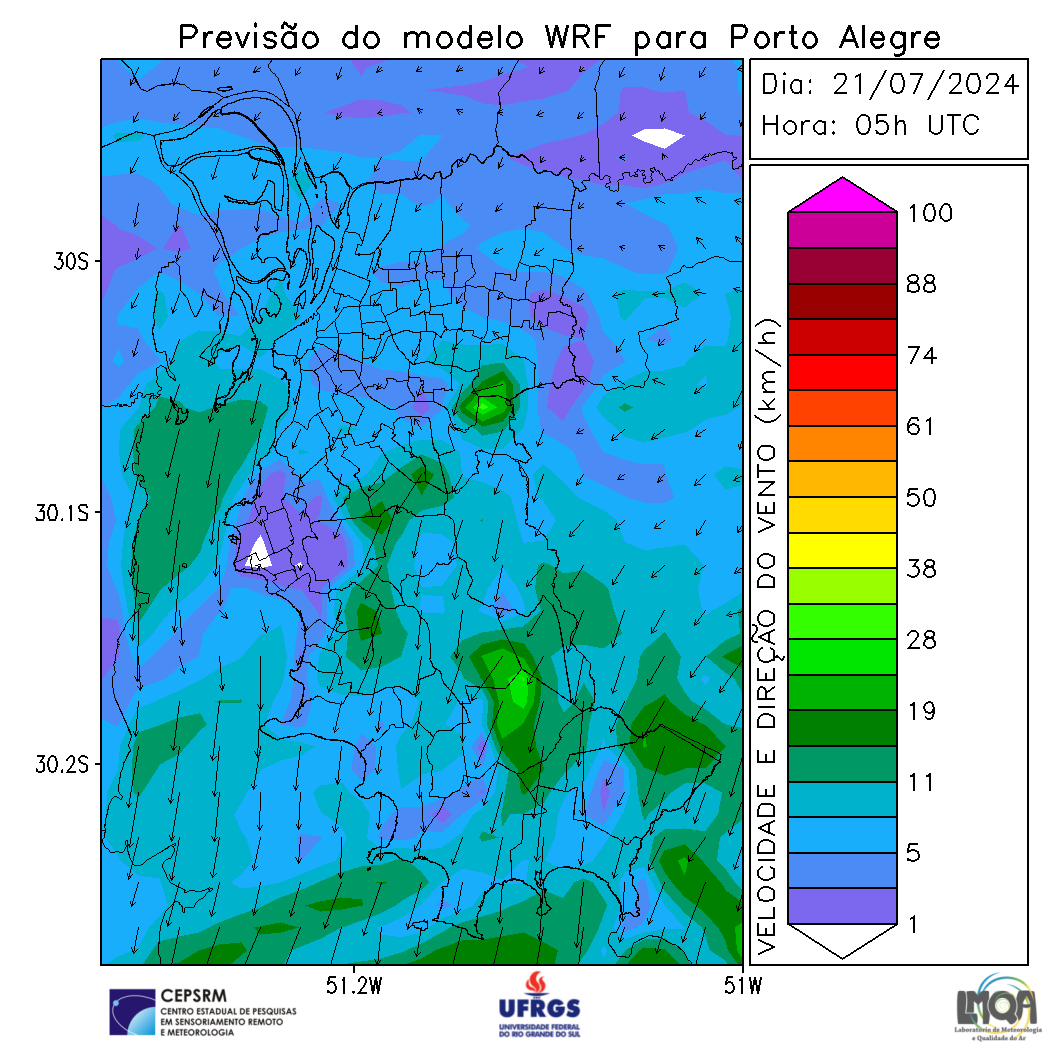 Previsão do modelo WRF para Porto Alegre
Dia: 21/07/2024
Hora: 05h UTC
30S
30.1S
30.2S
51.2W
51W
VELOCIDADE E DIREÇÃO DO VENTO (km/h)
100
88
74
61
50
38
28
19
11
5
1
CEPSRM
CENTRO ESTADUAL DE PESQUISAS
EM SENSORIAMENTO REMOTO
E METEOROLOGIA
UFRGS
UNIVERSIDADE FEDERAL
DO RIO GRANDE DO SUL
LMQA
Laboratório de Meteorologia
e Qualidade do Ar